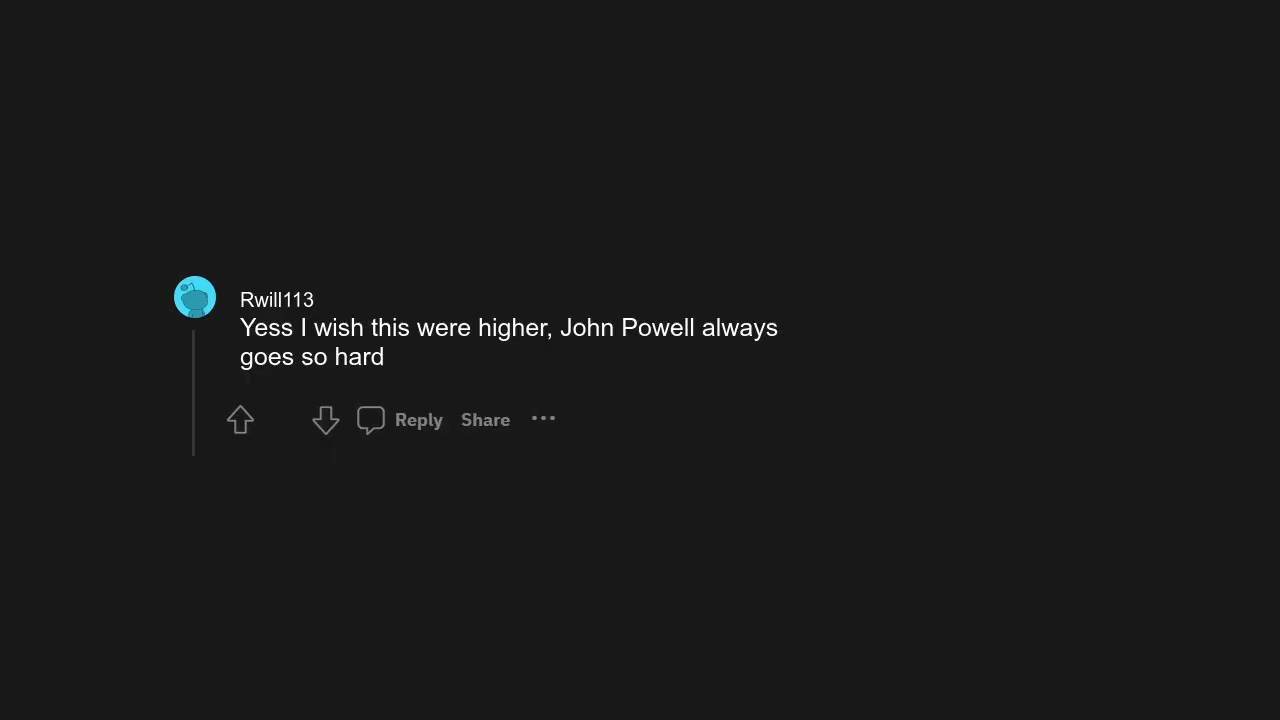 Rwill113
Yess I wish this were higher, John Powell always
goes so hard
Reply Share